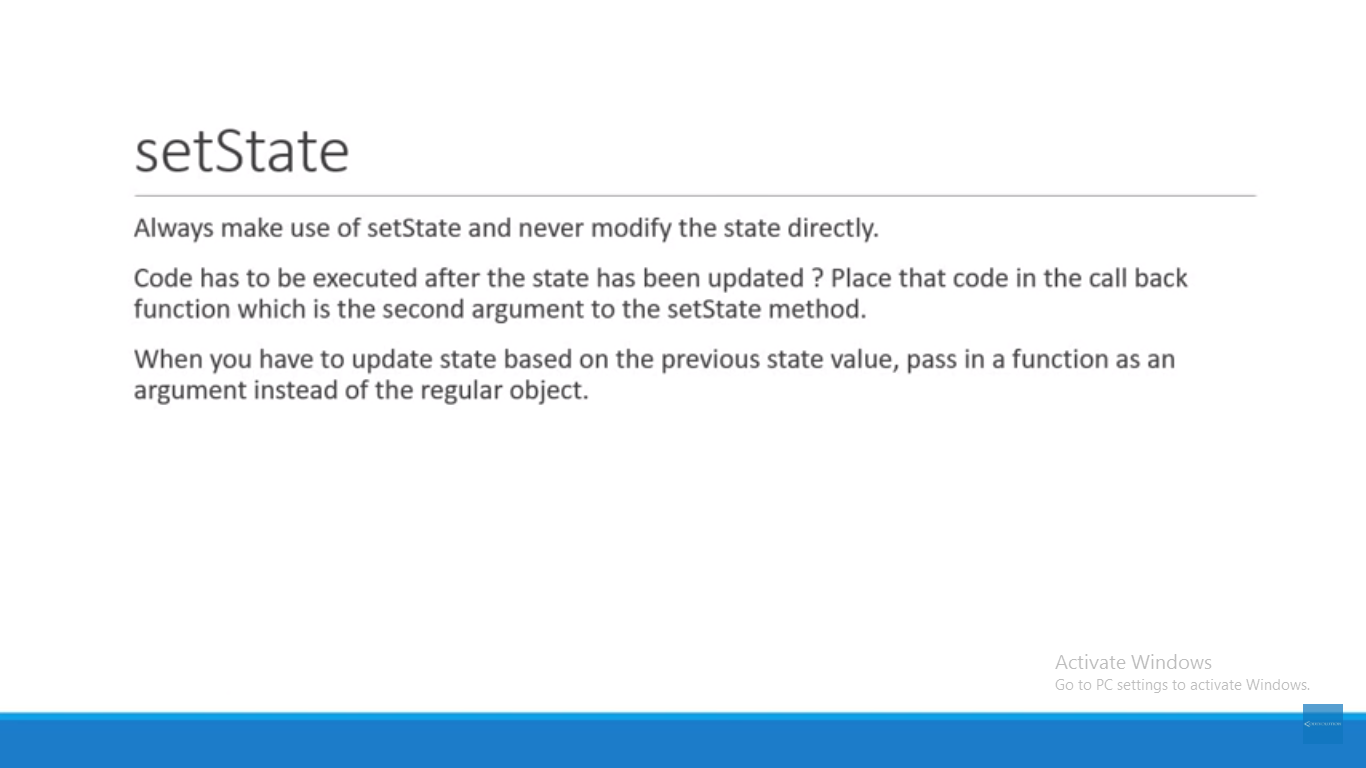 setState
Always make use of setState and never modify the state directly.
Code has to be executed after the state has been updated ? Place that code in the call back
function which is the second argument to the setState method.
When you have to update state based on the previous state value, pass in a function as an
argument instead of the regular object.
Activate Windows
Go to PC settings to activate Windows.